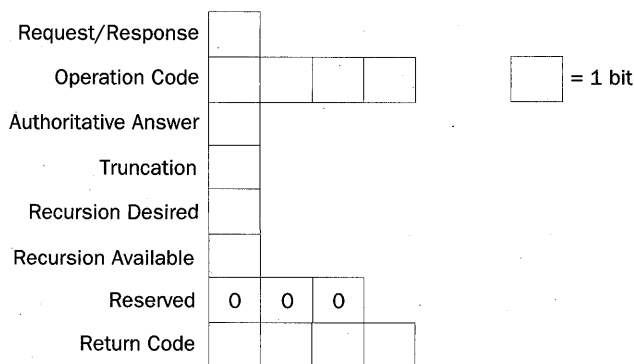 Request/Response
Operation Code
= 1 bit
Authoritative Answer
Truncation
Recursion Desired
Recursion Available
Reserved 0 0 0
Return Code